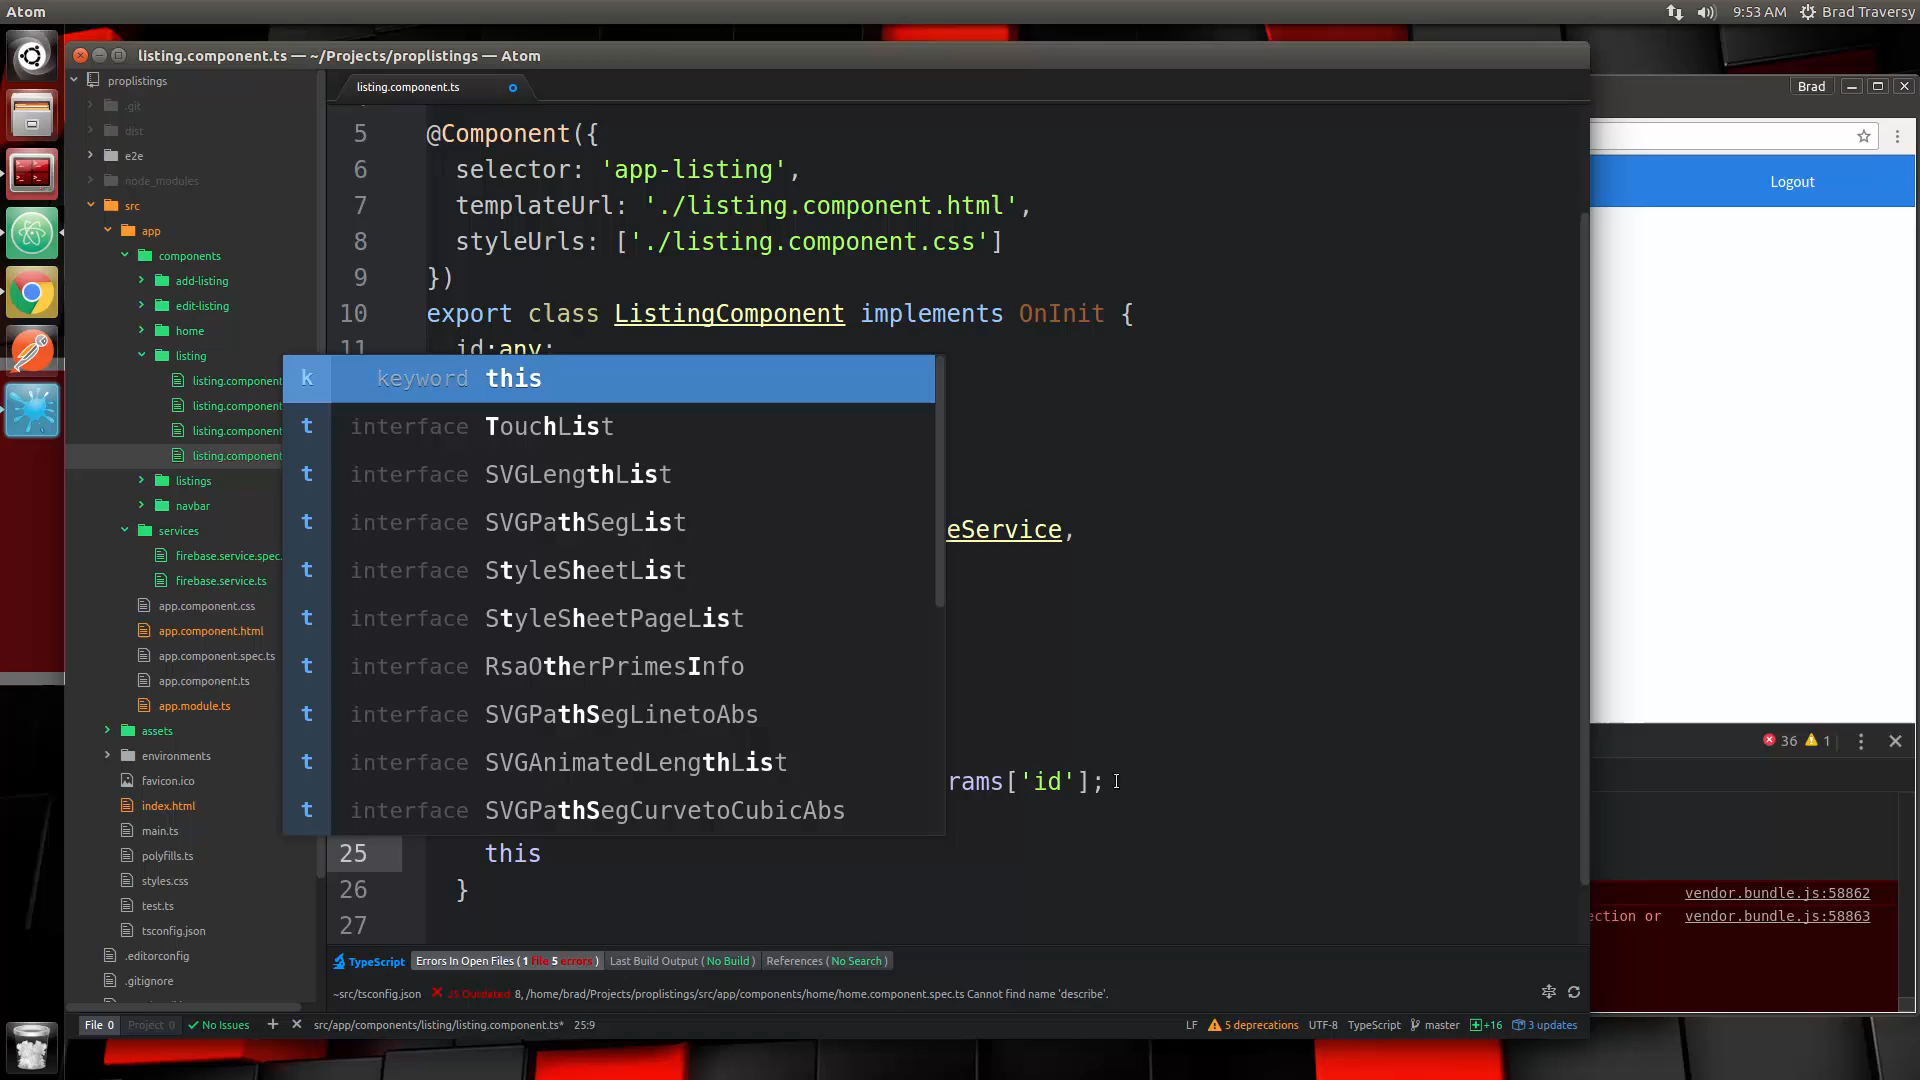 Atom
9:53 AM
Brad Traversy
listing.component.ts — ~/Projects/proplistings — Atom
Brad
proplistings
.git
dist
e2e
node_modules
src
app
components
add-listing
edit-listing
home
listing
listing.component
listing.component
listing.component
listing.component
listings
navbar
services
firebase.service.spec.
firebase.service.ts
app.component.css
app.component.html
app.component.spec.ts
app.component.ts
app.module.ts
assets
environments
favicon.ico
index.html
main.ts
polyfills.ts
styles.css
test.ts
tsconfig.json
.editorconfig
.gitignore
listing.component.ts
5 @Component({
6 selector: 'app-listing',
7 templateUrl: './listing.component.html',
8 styleUrls: ['./listing.component.css']
9 })
10 export class ListingComponent implements OnInit {
11 id:any;
k keyword this
t interface TouchList
t interface SVGLengthList
t interface SVGPathSegList
t interface StyleSheetList
t interface StyleSheetPageList
t interface RsaOtherPrimesInfo
t interface SVGPathSegLinetoAbs
t interface SVGAnimatedLengthList
t interface SVGPathSegCurvetoCubicAbs
eService,
rams['id'];
25 this
26 }
27
TypeScript Errors In Open Files ( 1 File 5 errors ) Last Build Output ( No Build ) References ( No Search )
~src/tsconfig.json JS Outdated 8, /home/brad/Projects/proplistings/src/app/components/home/home.component.spec.ts Cannot find name 'describe'.
File 0 Project 0 No Issues src/app/components/listing/listing.component.ts* 25:9 LF 5 deprecations UTF-8 TypeScript master +16 3 updates
Logout
36 1
vendor.bundle.js:58862
ection or vendor.bundle.js:58863